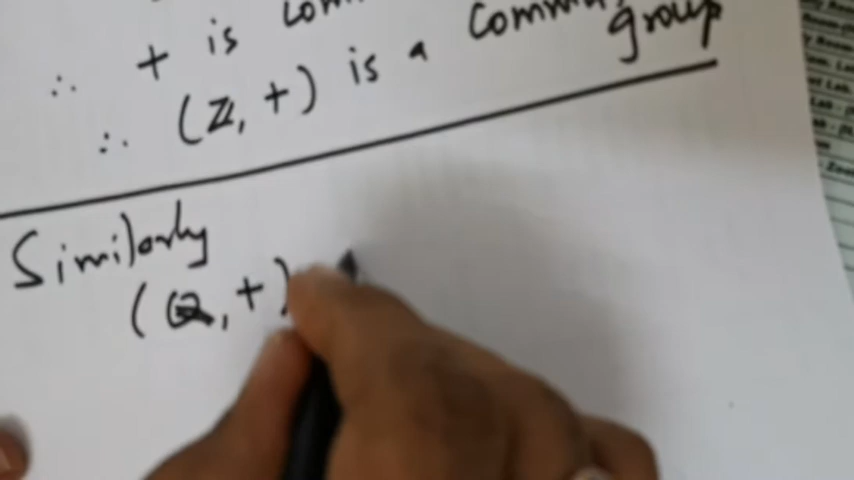 ∴ + is
∴ (ℤ, +) is a group
Similarly
(ℚ, +)